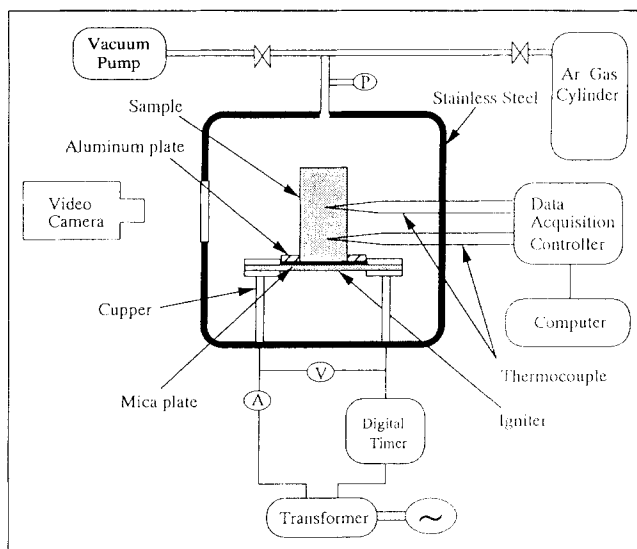 Vacuum
Pump
P
Ar Gas
Cylinder
Stainless Steel
Sample
Aluminum plate
Video
Camera
Data
Acquisition
Controller
Cupper
Computer
Thermocouple
V
Mica plate
A
Igniter
Digital
Timer
Transformer
~